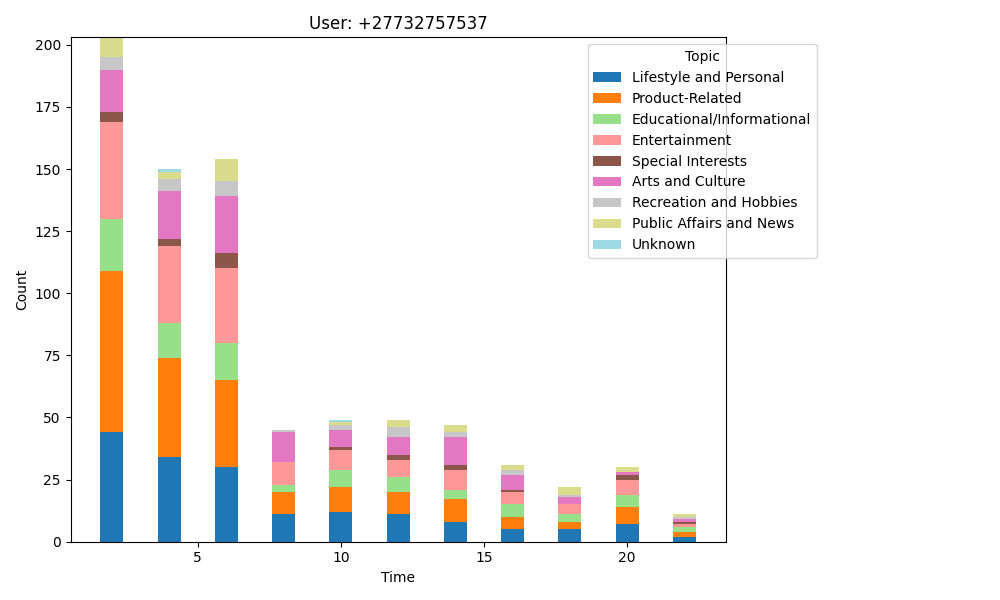 User: +27732757537
200
175
150
125
100
75
50
25
0
Count
5
10
15
20
Time
Topic
Lifestyle and Personal
Product-Related
Educational/Informational
Entertainment
Special Interests
Arts and Culture
Recreation and Hobbies
Public Affairs and News
Unknown